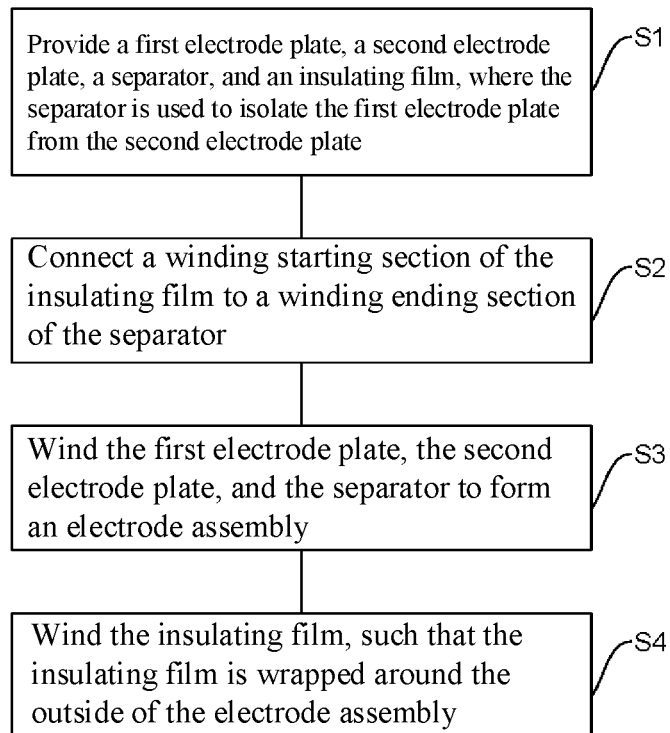 Provide a first electrode plate, a second electrode
plate, a separator, and an insulating film, where the
separator is used to isolate the first electrode plate
from the second electrode plate
S1
Connect a winding starting section of the
insulating film to a winding ending section
of the separator
S2
Wind the first electrode plate, the second
electrode plate, and the separator to form
an electrode assembly
S3
Wind the insulating film, such that the
insulating film is wrapped around the
outside of the electrode assembly
S4